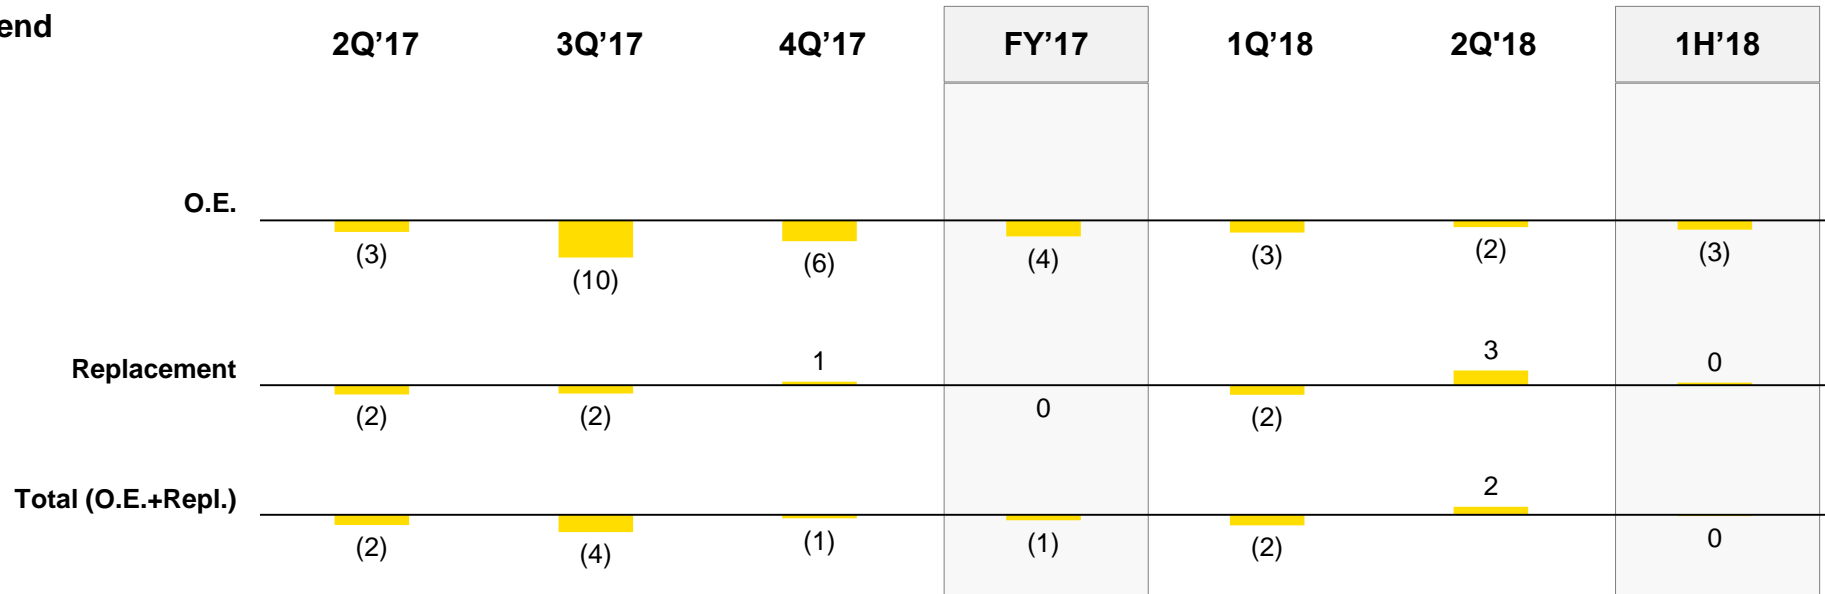 end
2Q’17 3Q’17 4Q’17 FY’17 1Q’18 2Q'18 1H’18
O.E.
(3) (10) (6) (4) (3) (2) (3)
Replacement
(2) (2) 1 0 (2) 3 0
Total (O.E.+Repl.)
(2) (4) (1) (1) (2) 2 0